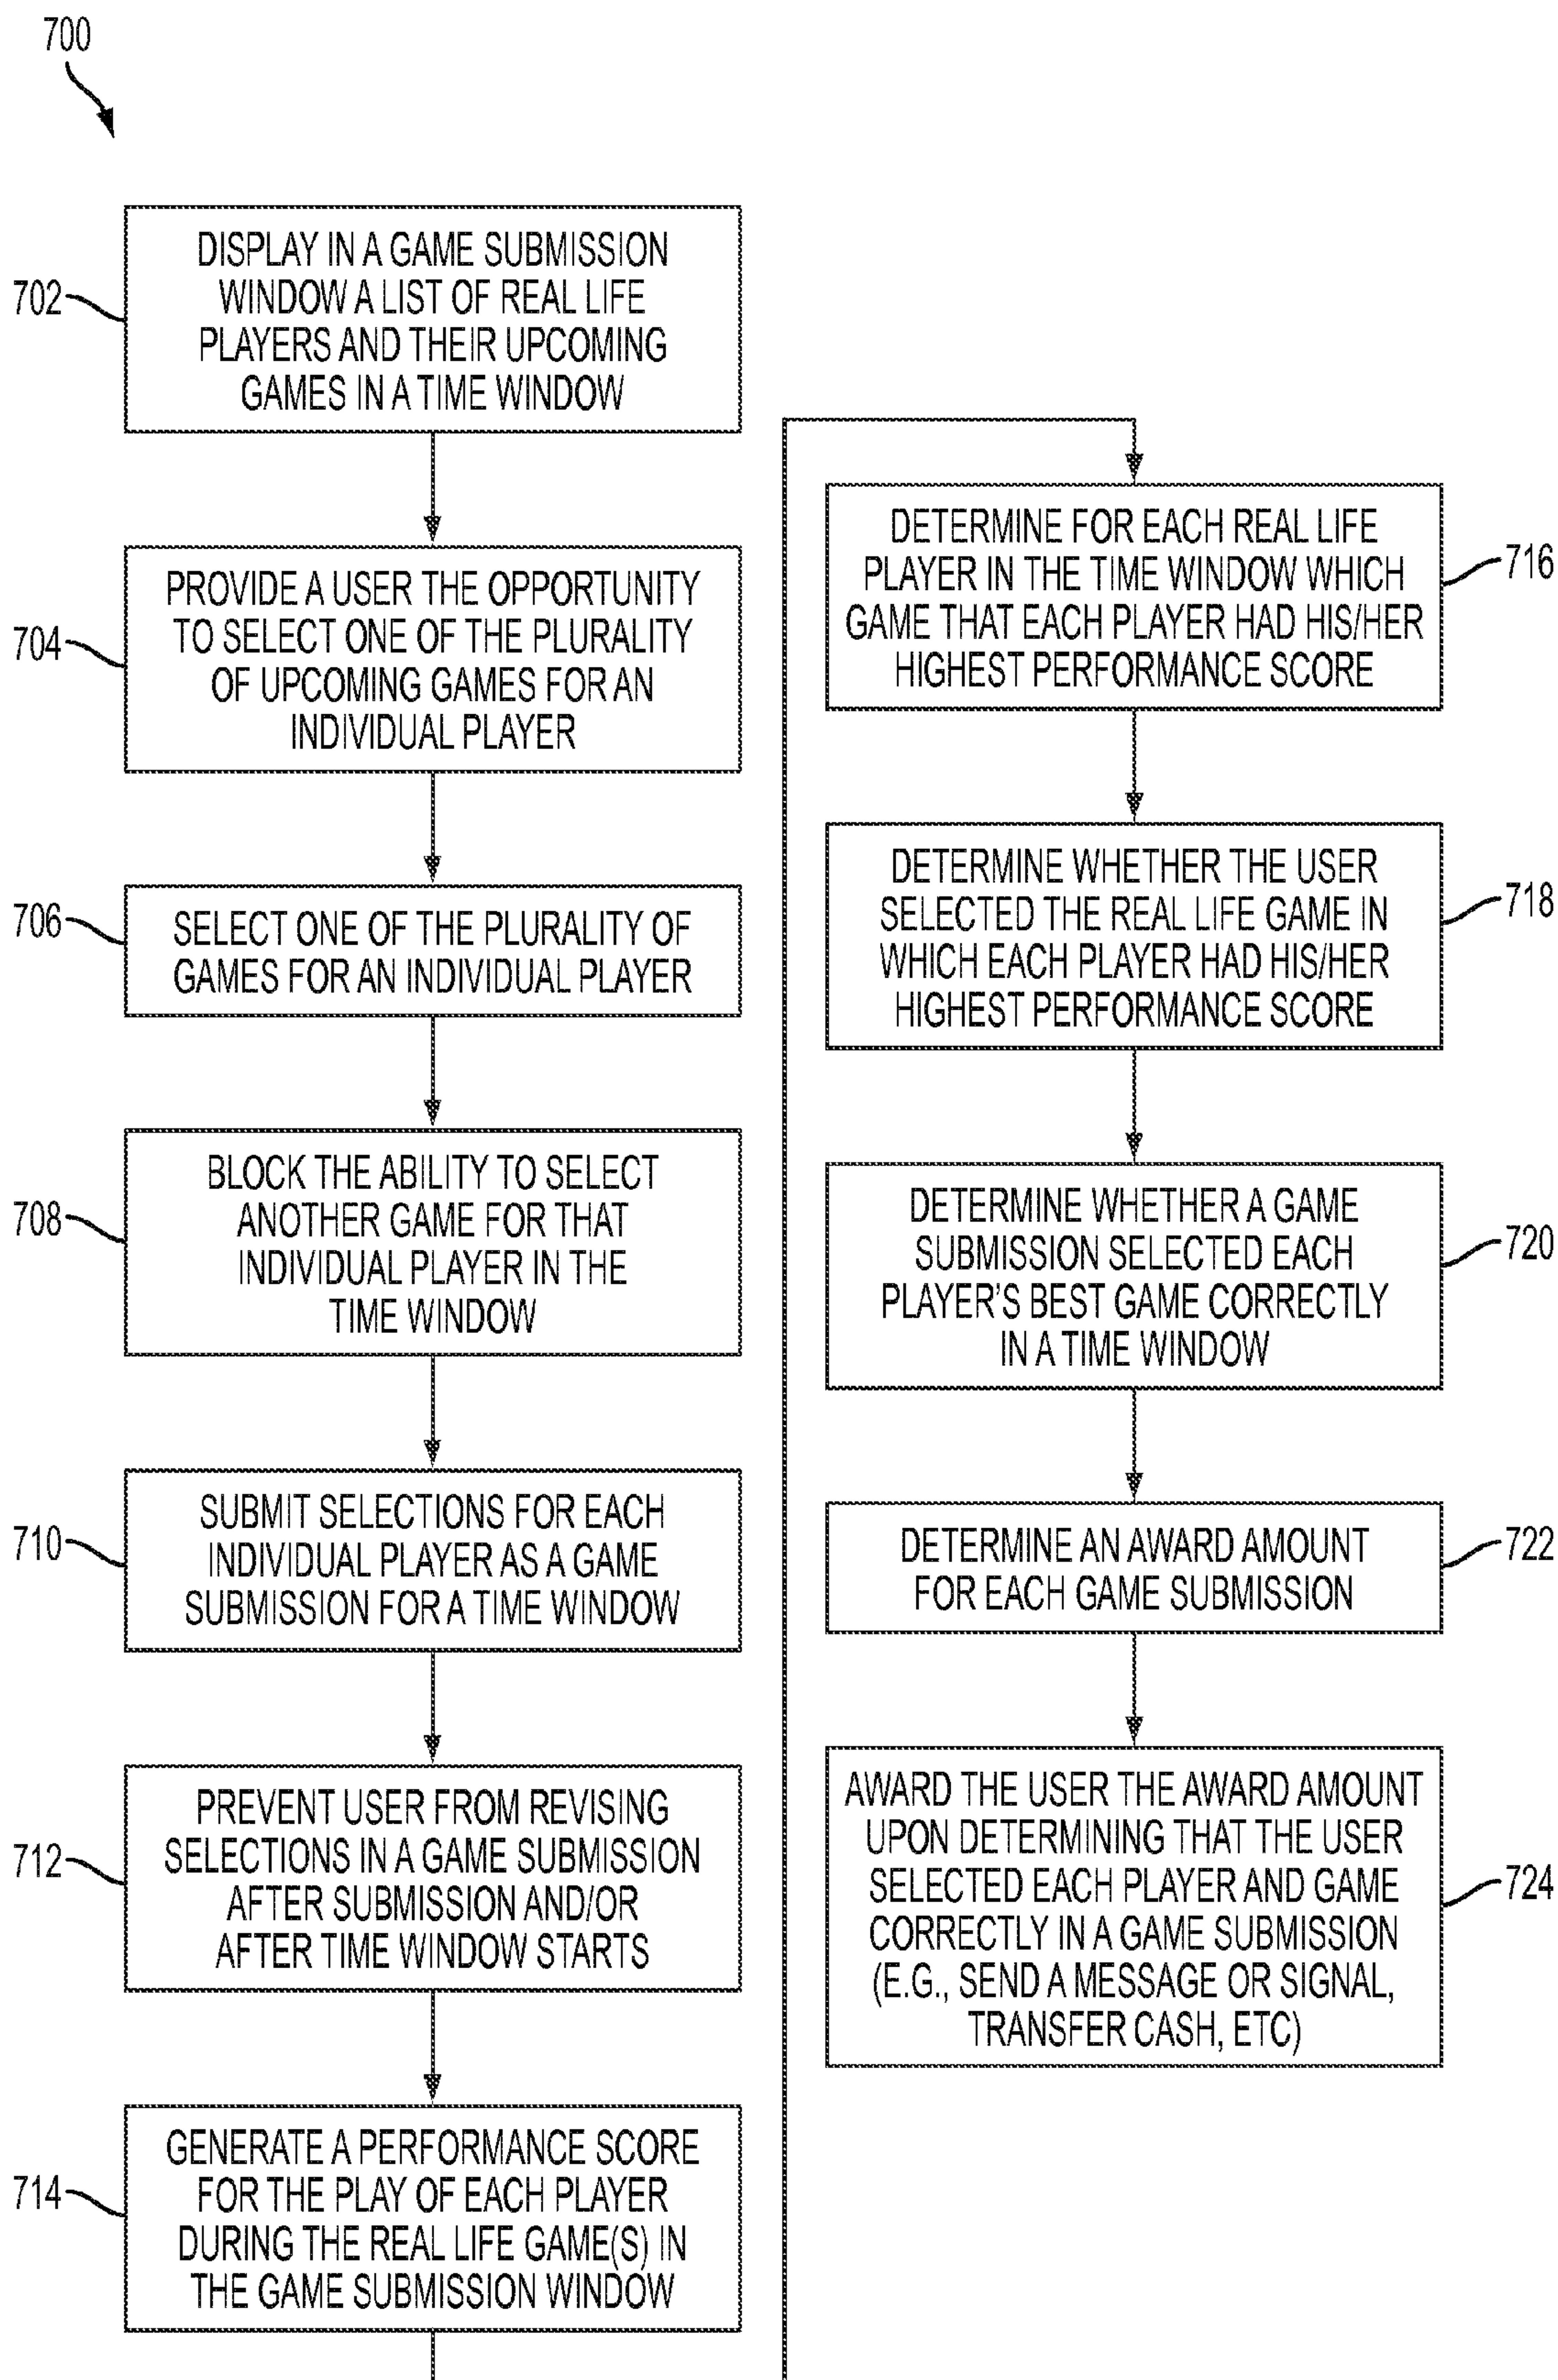 700
702
DISPLAY IN A GAME SUBMISSION
WINDOW A LIST OF REAL LIFE
PLAYERS AND THEIR UPCOMING
GAMES IN A TIME WINDOW
704
PROVIDE A USER THE OPPORTUNITY
TO SELECT ONE OF THE PLURALITY
OF UPCOMING GAMES FOR AN
INDIVIDUAL PLAYER
706
SELECT ONE OF THE PLURALITY OF
GAMES FOR AN INDIVIDUAL PLAYER
708
BLOCK THE ABILITY TO SELECT
ANOTHER GAME FOR THAT
INDIVIDUAL PLAYER IN THE
TIME WINDOW
710
SUBMIT SELECTIONS FOR EACH
INDIVIDUAL PLAYER AS A GAME
SUBMISSION FOR A TIME WINDOW
712
PREVENT USER FROM REVISING
SELECTIONS IN A GAME SUBMISSION
AFTER SUBMISSION AND/OR
AFTER TIME WINDOW STARTS
714
GENERATE A PERFORMANCE SCORE
FOR THE PLAY OF EACH PLAYER
DURING THE REAL LIFE GAME(S) IN
THE GAME SUBMISSION WINDOW
DETERMINE FOR EACH REAL LIFE
PLAYER IN THE TIME WINDOW WHICH
GAME THAT EACH PLAYER HAD HIS/HER
HIGHEST PERFORMANCE SCORE
716
DETERMINE WHETHER THE USER
SELECTED THE REAL LIFE GAME IN
WHICH EACH PLAYER HAD HIS/HER
HIGHEST PERFORMANCE SCORE
718
DETERMINE WHETHER A GAME
SUBMISSION SELECTED EACH
PLAYER'S BEST GAME CORRECTLY
IN A TIME WINDOW
720
DETERMINE AN AWARD AMOUNT
FOR EACH GAME SUBMISSION
722
AWARD THE USER THE AWARD AMOUNT
UPON DETERMINING THAT THE USER
SELECTED EACH PLAYER AND GAME
CORRECTLY IN A GAME SUBMISSION
(E.G., SEND A MESSAGE OR SIGNAL,
TRANSFER CASH, ETC)
724